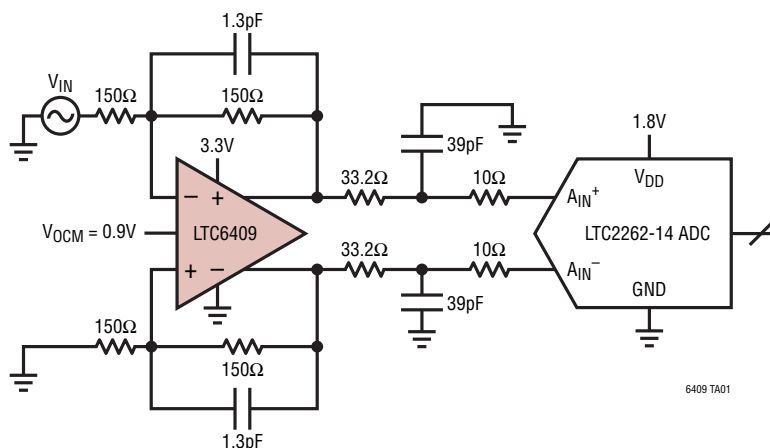 1.3pF
V_IN
150Ω
150Ω
3.3V
1.8V
39pF
33.2Ω
10Ω
V_DD
− +
A_IN+
V_OCM = 0.9V
LTC6409
LTC2262-14 ADC
33.2Ω
10Ω
+ −
A_IN−
GND
39pF
150Ω
150Ω
6409 TA01
1.3pF